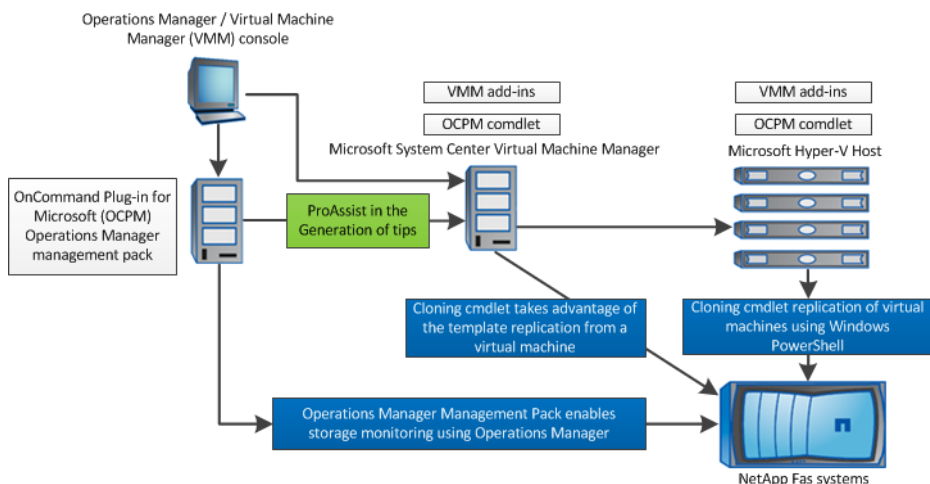 Operations Manager / Virtual Machine
Manager (VMM) console
VMM add-ins
OCPM comdlet
Microsoft System Center Virtual Machine Manager
VMM add-ins
OCPM comdlet
Microsoft Hyper-V Host
OnCommand Plug-in for
Microsoft (OCPM)
Operations Manager
management pack
ProAssist in the
Generation of tips
Cloning cmdlet takes advantage of
the template replication from a
virtual machine
Cloning cmdlet replication of virtual
machines using Windows
PowerShell
Operations Manager Management Pack enables
storage monitoring using Operations Manager
NetApp Fas systems